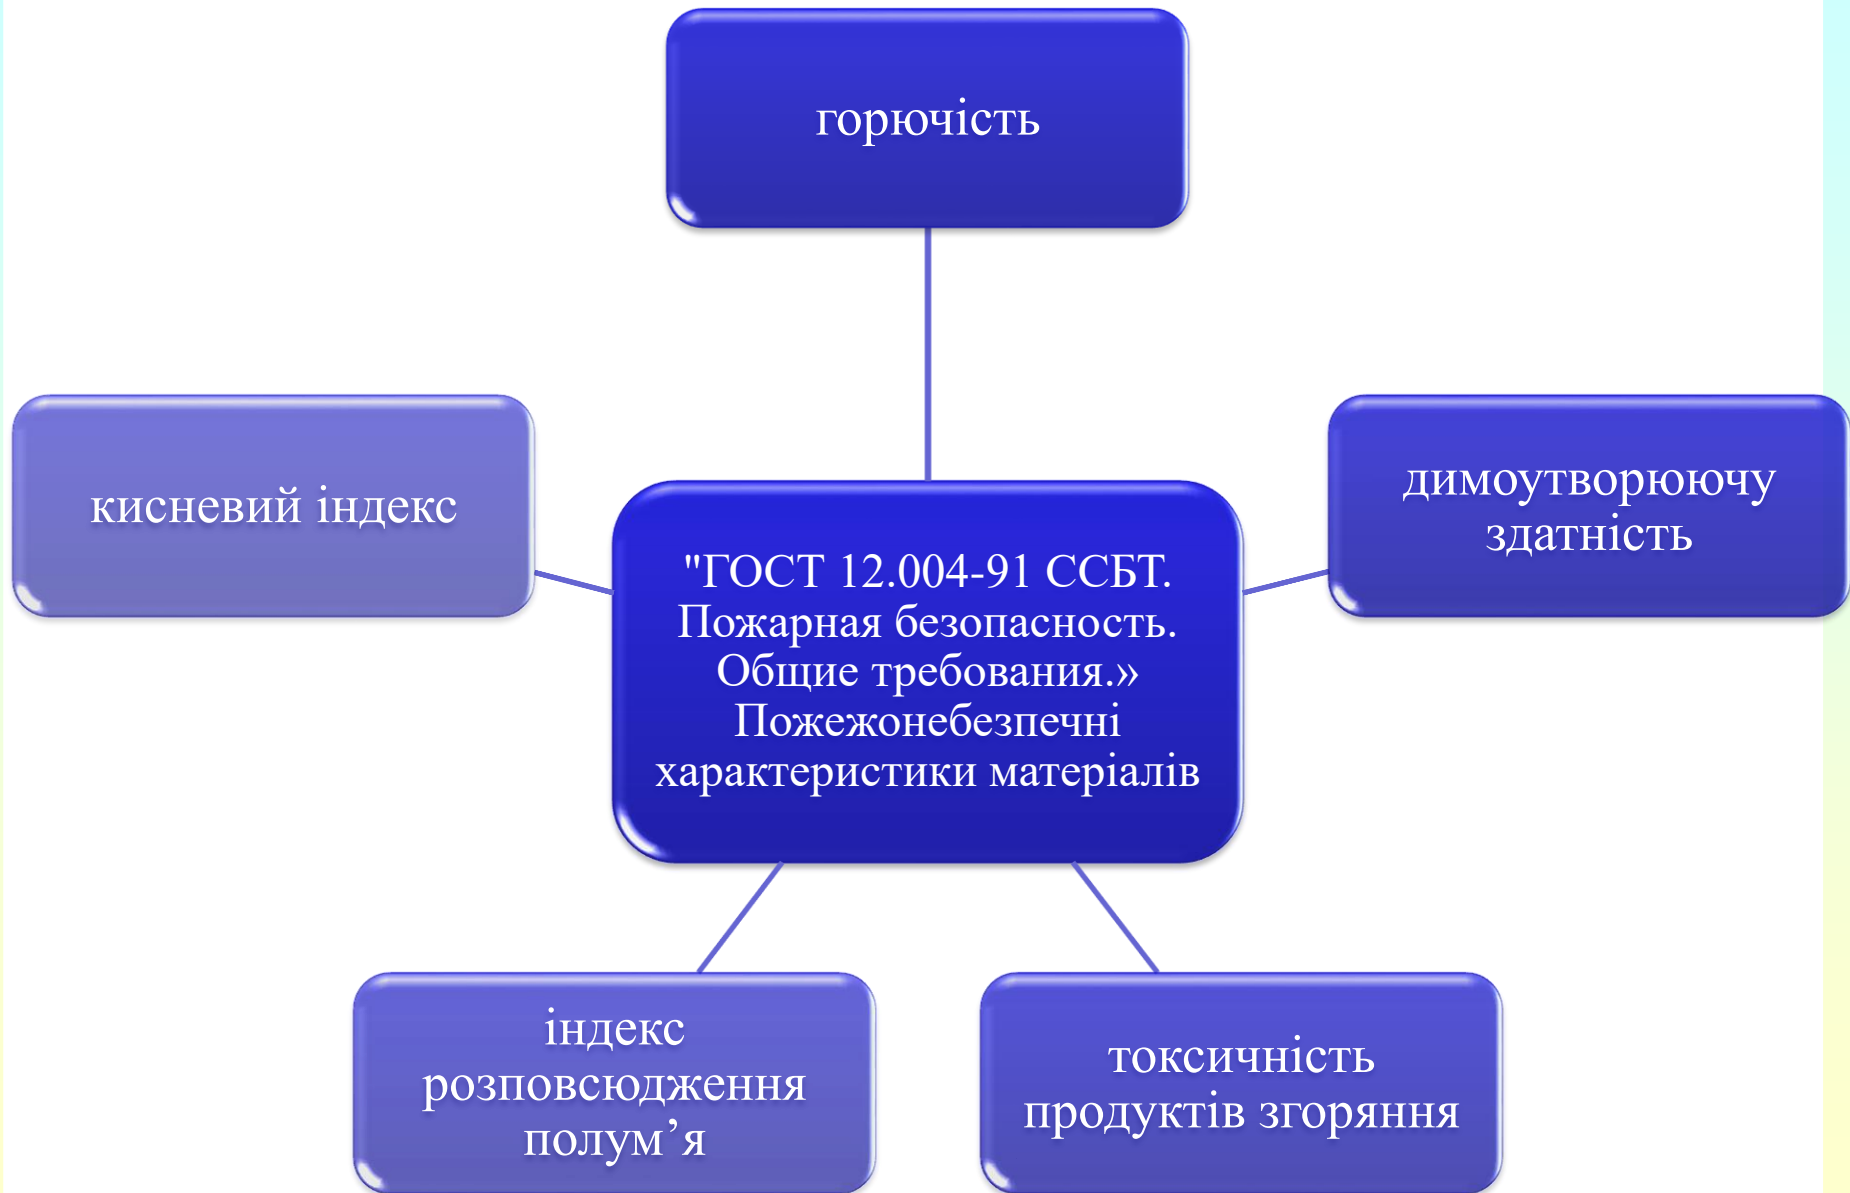 горючість
кисневий індекс
димоутворюючу
здатність
"ГОСТ 12.004-91 ССБТ.
Пожарная безопасность.
Общие требования.»
Пожежонебезпечні
характеристики матеріалів
індекс
розповсюдження
полум’я
токсичність
продуктів згоряння